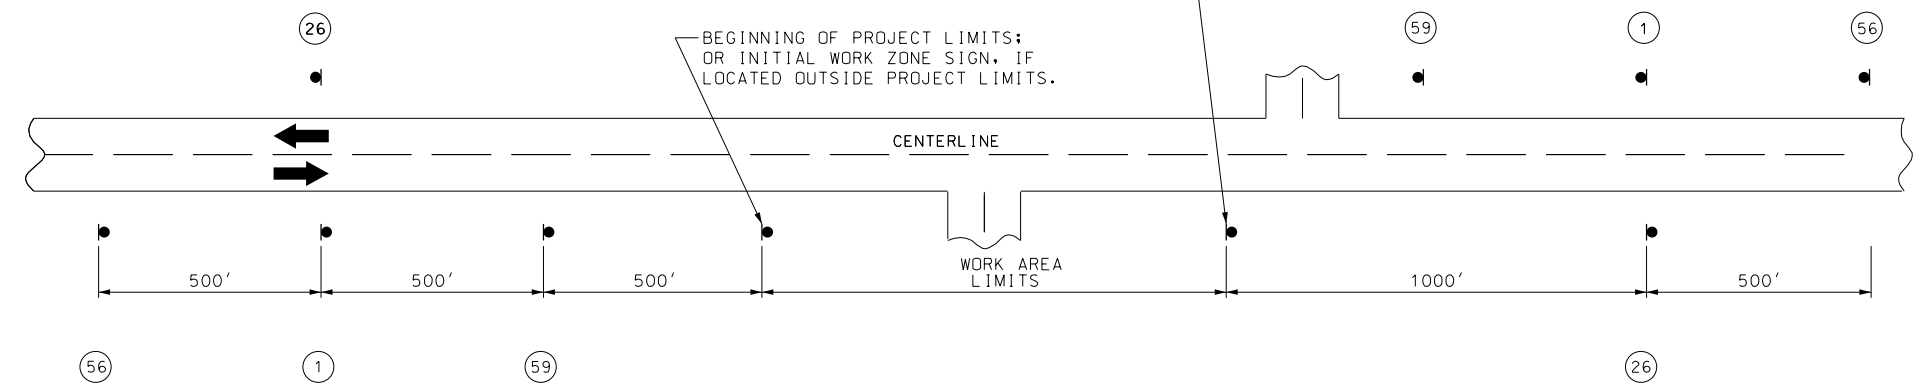 26
59
1
56
BEGINNING OF PROJECT LIMITS;
OR INITIAL WORK ZONE SIGN, IF
LOCATED OUTSIDE PROJECT LIMITS.
CENTERLINE
500'
500'
500'
WORK AREA
LIMITS
1000'
500'
56
1
59
26